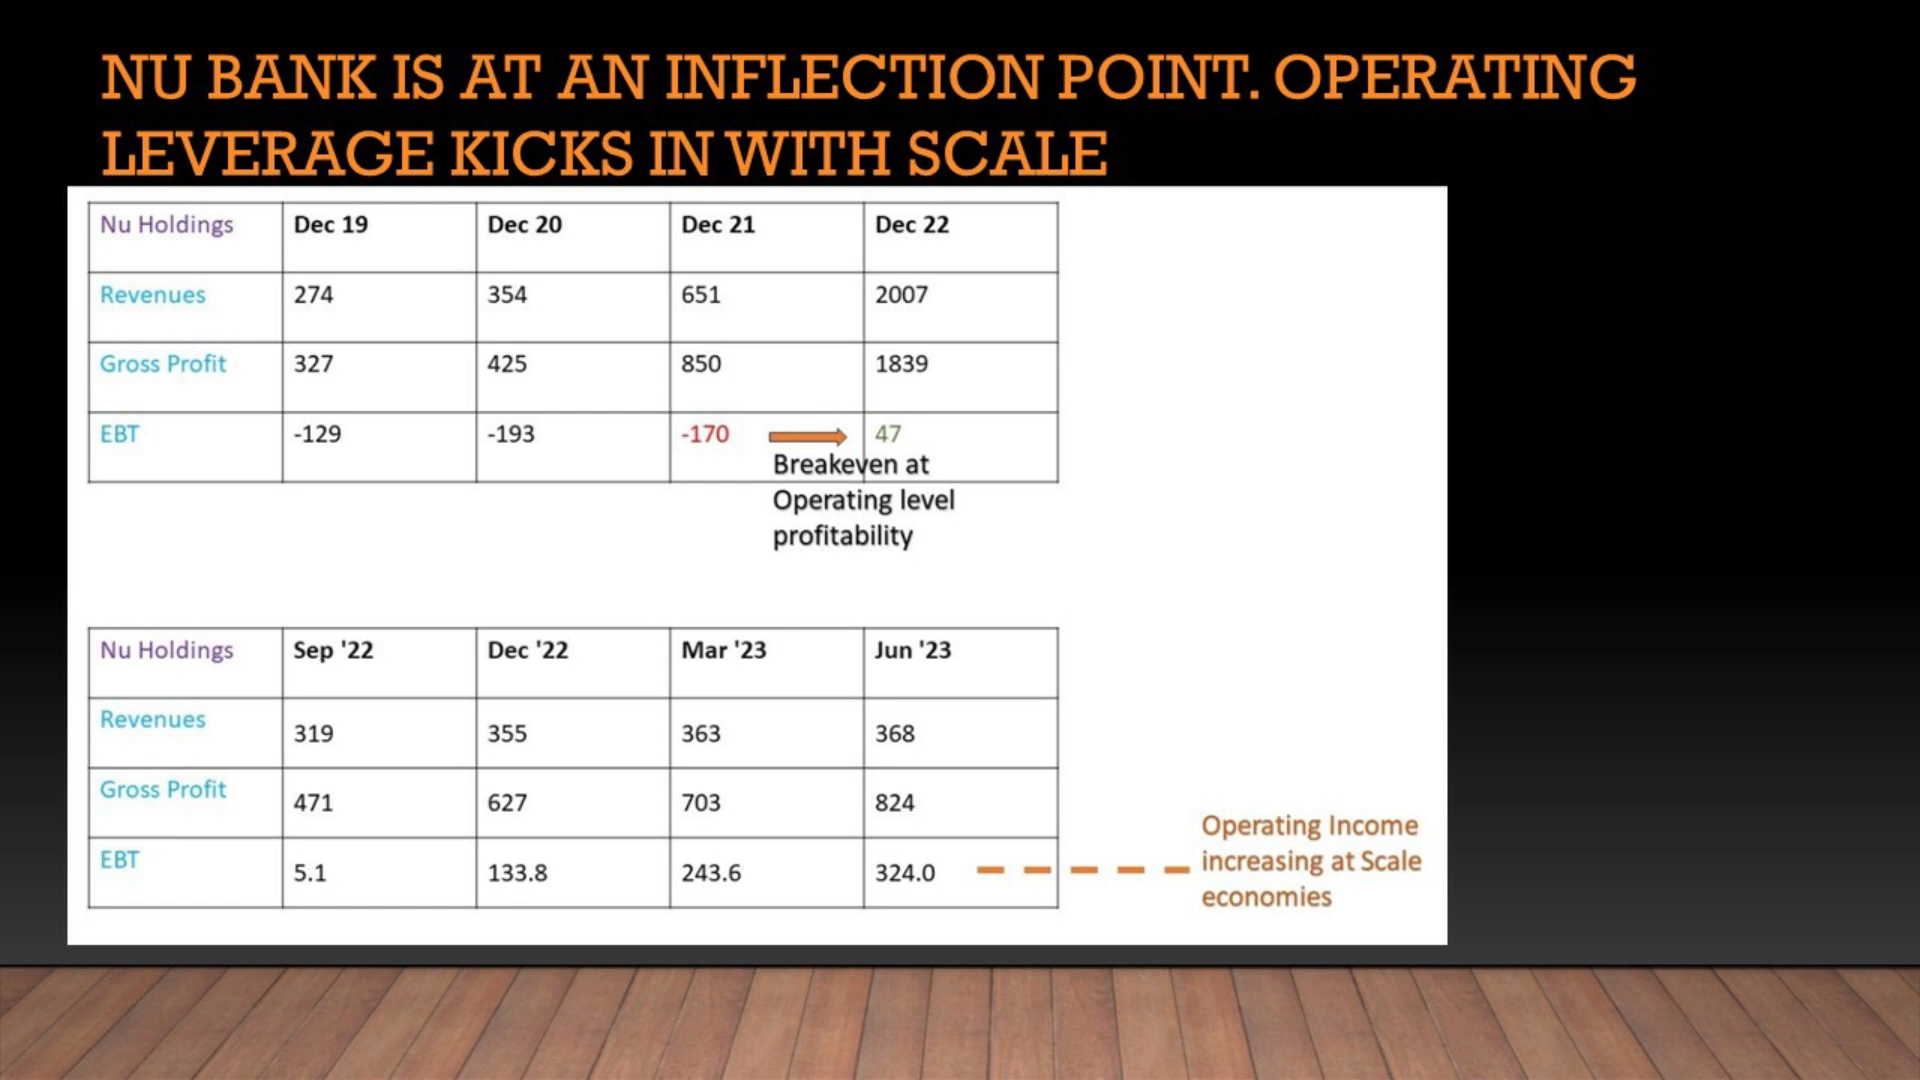 NU BANK IS AT AN INFLECTION POINT. OPERATING
LEVERAGE KICKS IN WITH SCALE
Nu Holdings Dec 19 Dec 20 Dec 21 Dec 22
Revenues 274 354 651 2007
Gross Profit 327 425 850 1839
EBT -129 -193 -170 47
Breakeven at
Operating level
profitability
Nu Holdings Sep '22 Dec '22 Mar '23 Jun '23
Revenues 319 355 363 368
Gross Profit 471 627 703 824
EBT 5.1 133.8 243.6 324.0
Operating Income
increasing at Scale
economies